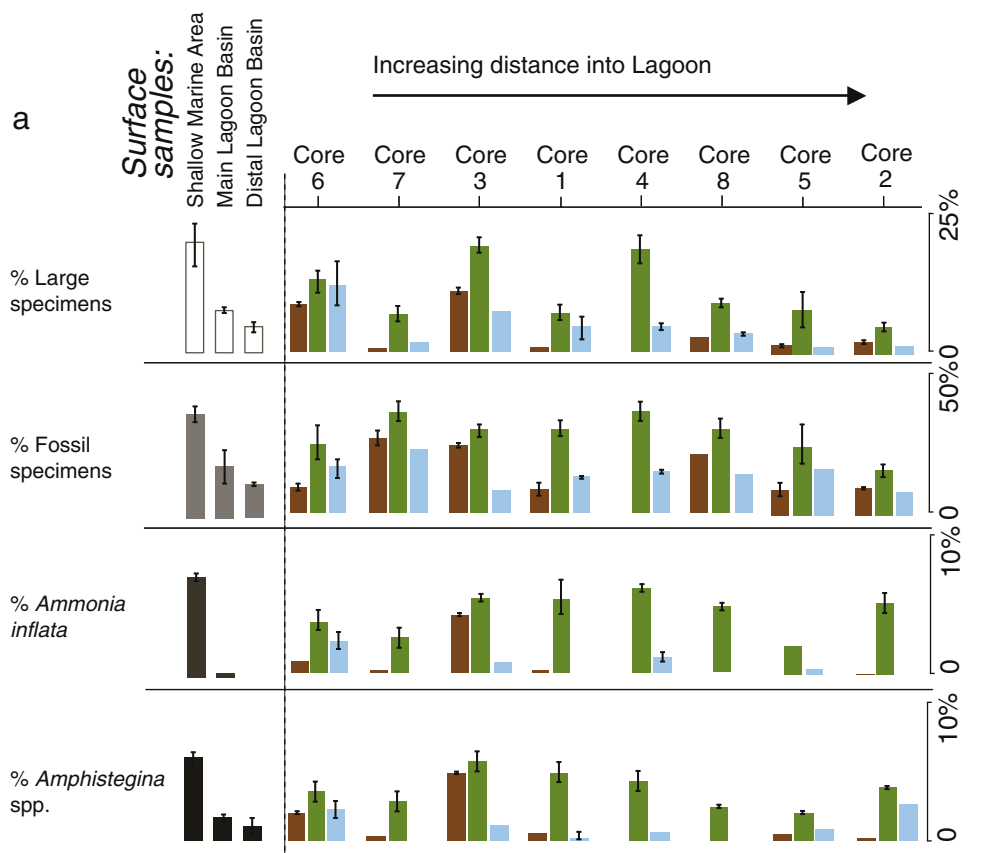 a
Surface
samples:
Shallow Marine Area
Main Lagoon Basin
Distal Lagoon Basin
Increasing distance into Lagoon
Core
6
Core
7
Core
3
Core
1
Core
4
Core
8
Core
5
Core
2
% Large
specimens
25%
0
% Fossil
specimens
50%
0
% Ammonia
inflata
10%
0
% Amphistegina
spp.
10%
0